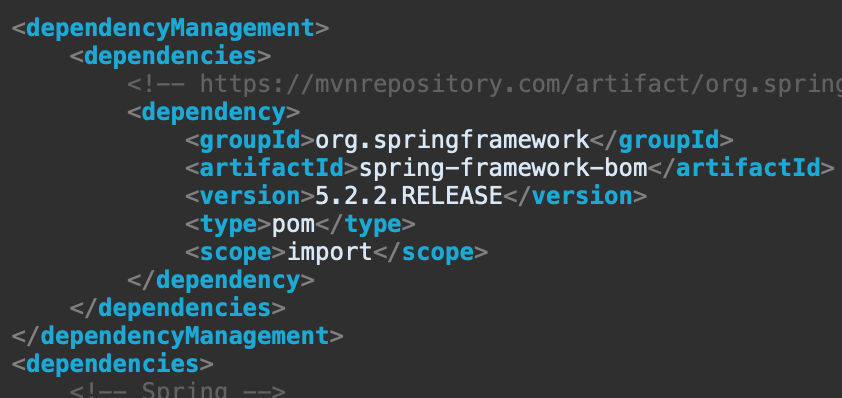 <dependencyManagement>
<dependencies>
<!-- https://mvnrepository.com/artifact/org.spring
<dependency>
<groupId>org.springframework</groupId>
<artifactId>spring-framework-bom</artifactId>
<version>5.2.2.RELEASE</version>
<type>pom</type>
<scope>import</scope>
</dependency>
</dependencies>
</dependencyManagement>
<dependencies>
<!-- Spring -->